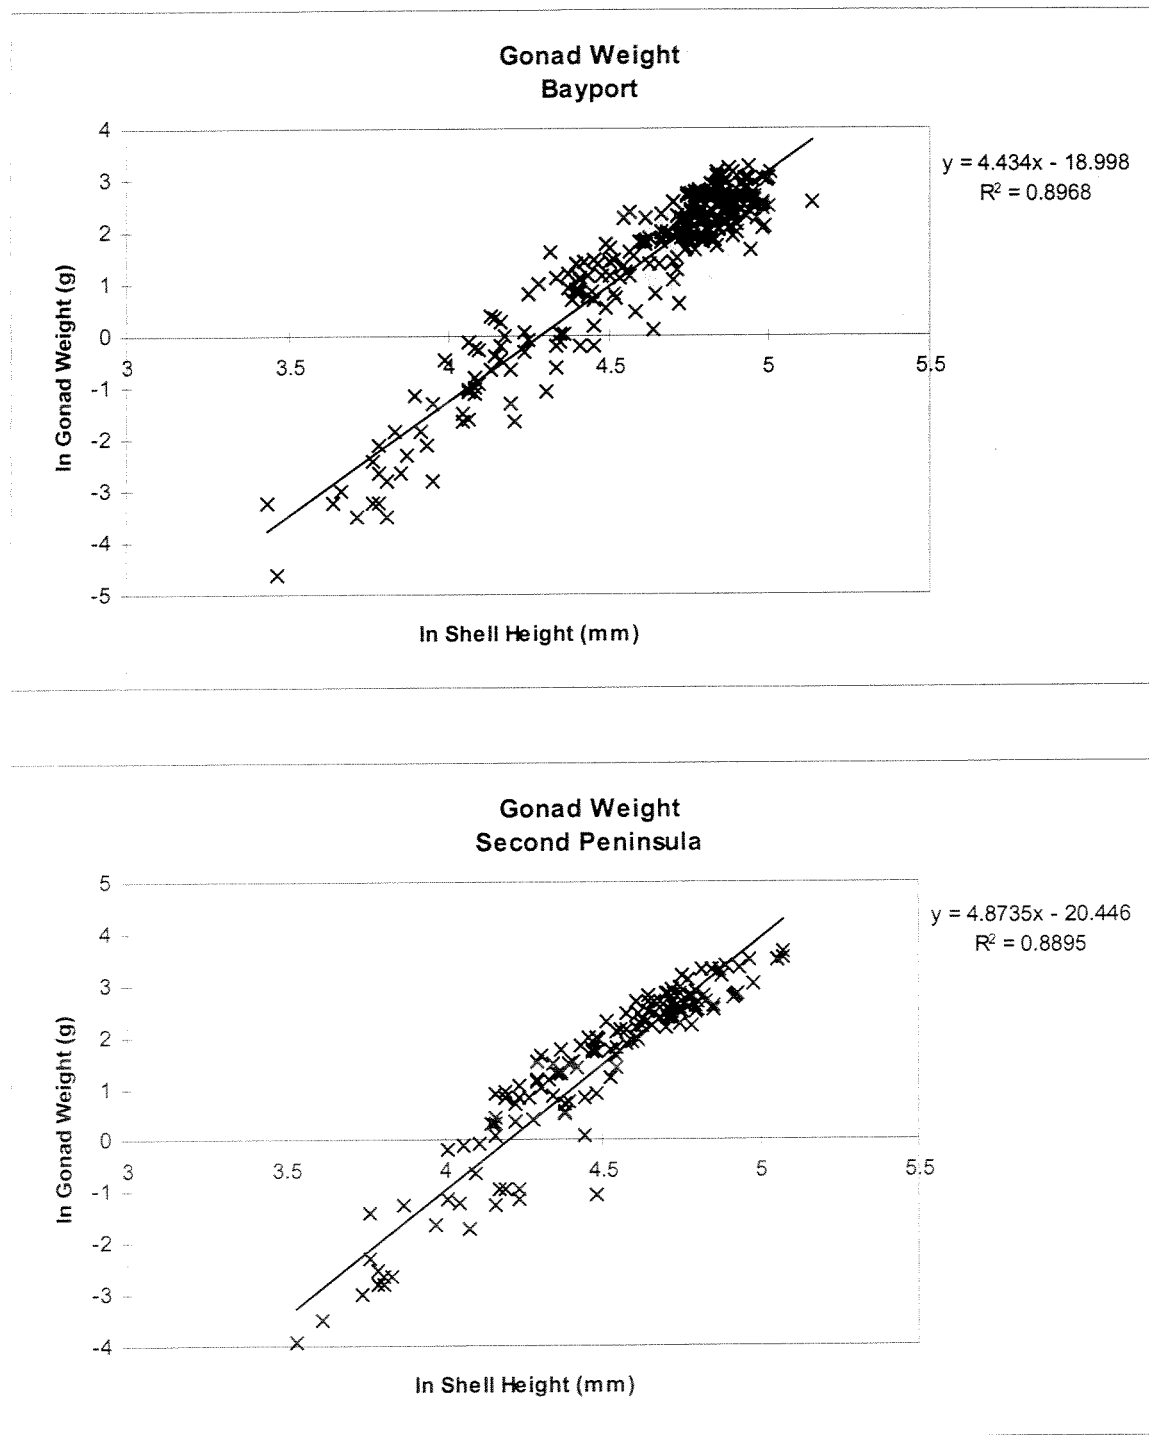 Gonad Weight
Bayport
4
3
2
1
0
-1
-2
-3
-4
-5
3
3.5
4
4.5
5
5.5
ln Gonad Weight (g)
ln Shell Height (mm)
y = 4.434x - 18.998
R² = 0.8968
Gonad Weight
Second Peninsula
5
4
3
2
1
0
-1
-2
-3
-4
3
3.5
4
4.5
5
5.5
ln Gonad Weight (g)
ln Shell Height (mm)
y = 4.8735x - 20.446
R² = 0.8895